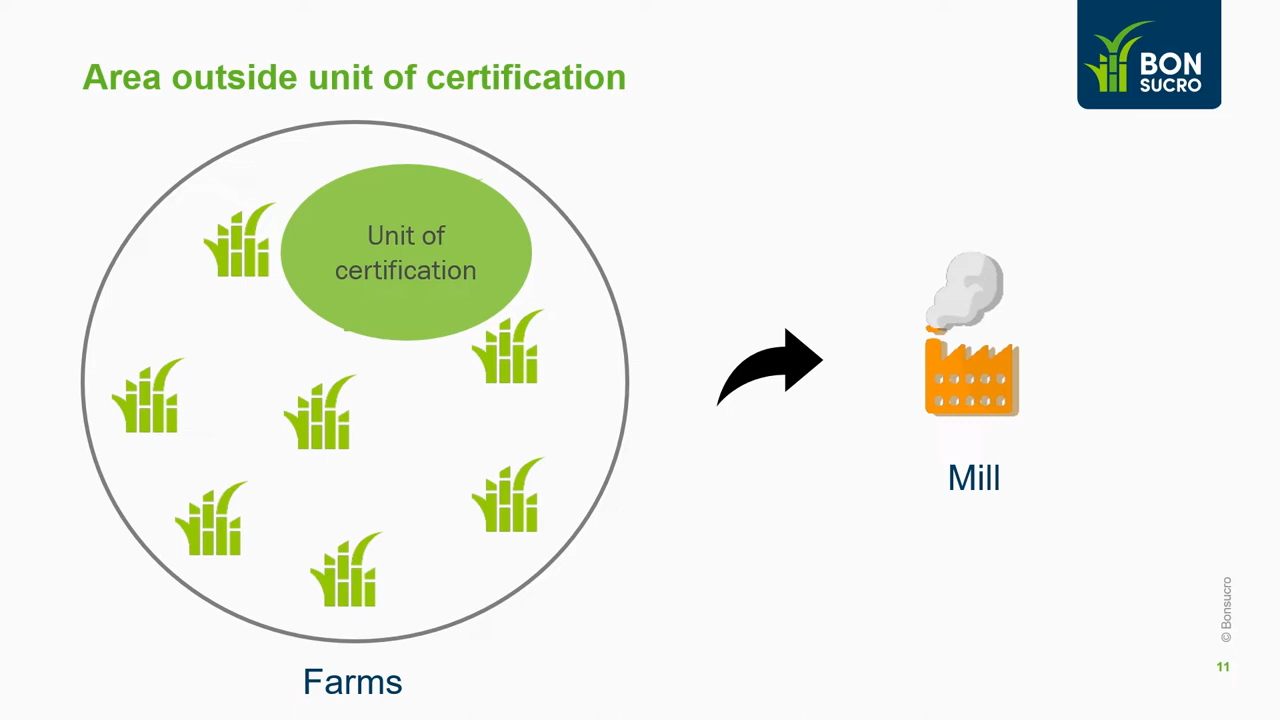 Area outside unit of certification
BON
SUCRO
Unit of
certification
Mill
Farms
© Bonsucro
11